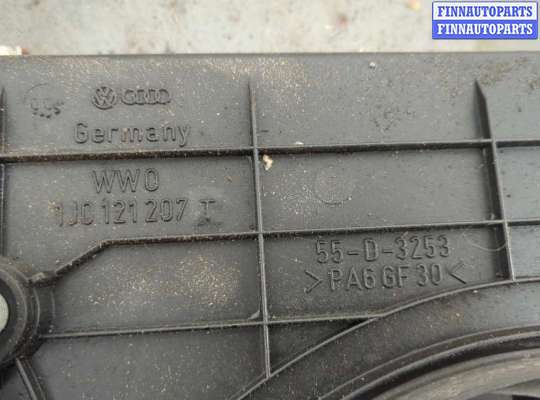 FINNAUTOPARTS
FINNAUTOPARTS
Germany
WWO
1J0 121 207 T
55-D-3253
>PA6 GF30<